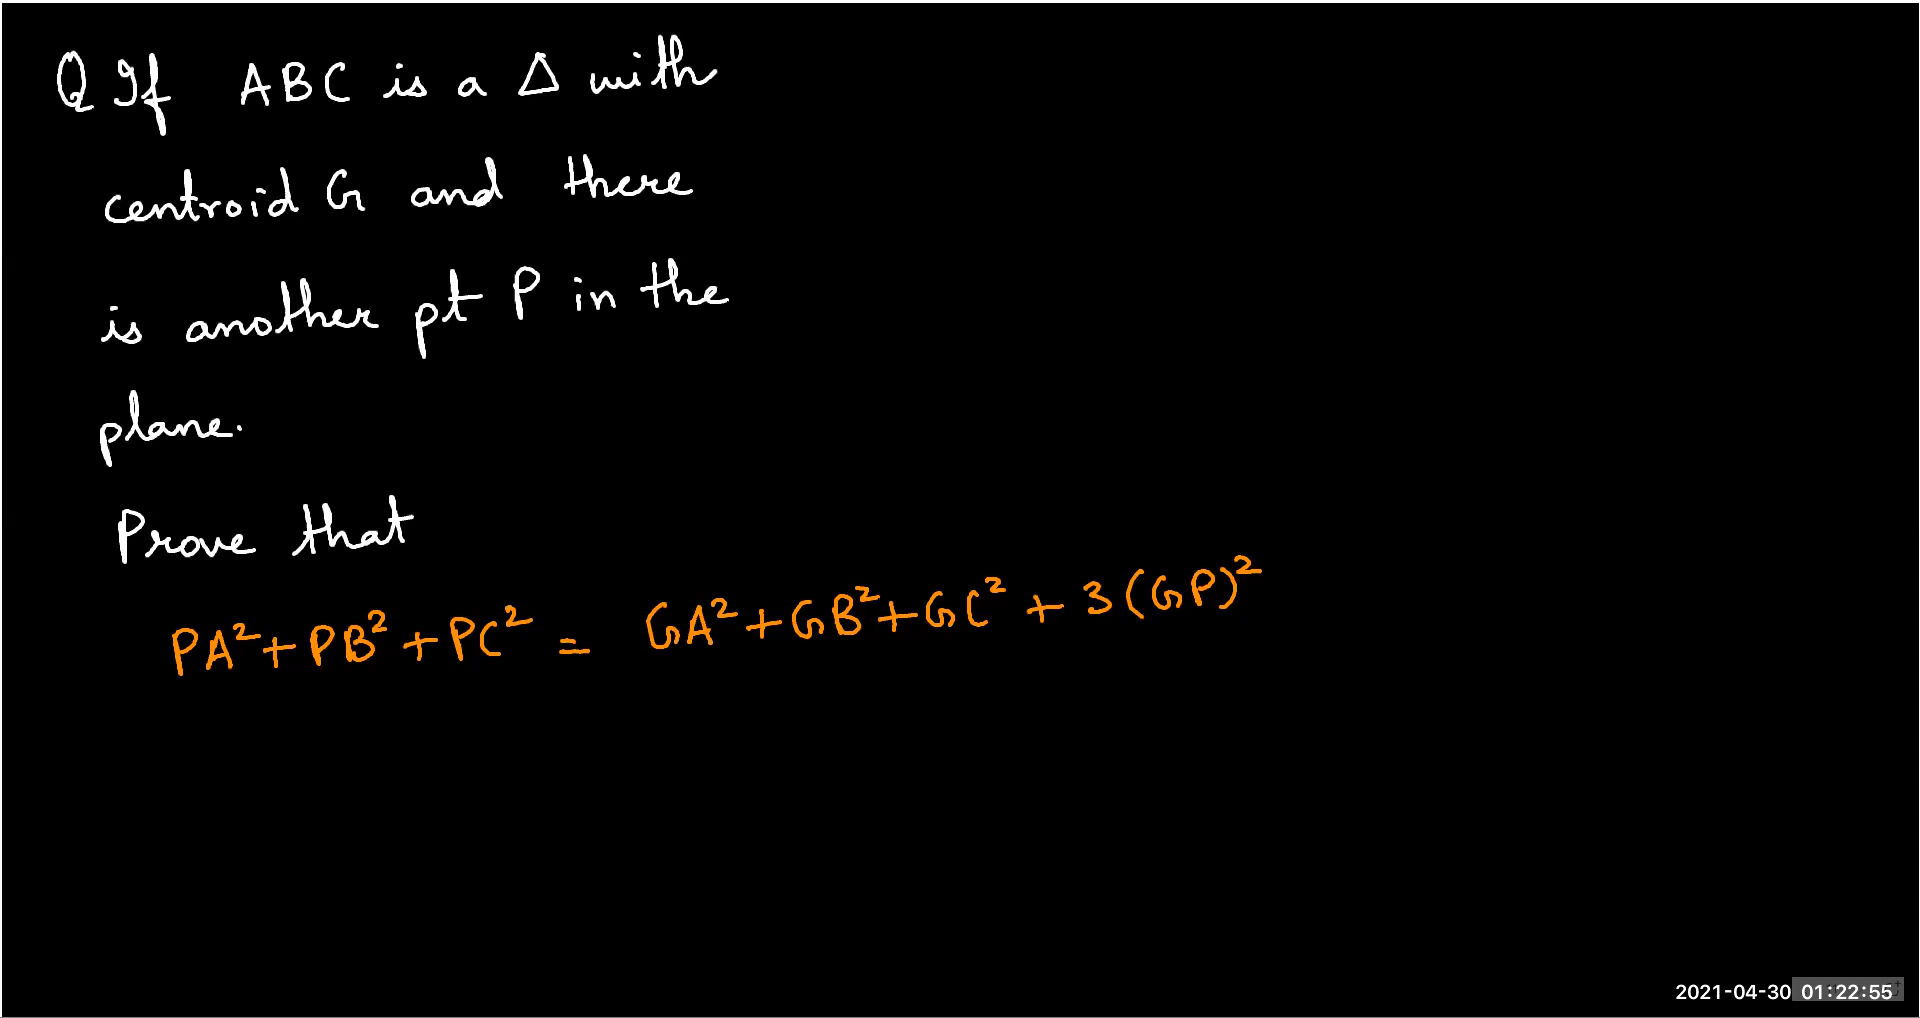 Q If ABC is a Δ with
centroid G and there
is another pt P in the
plane.
Prove that
PA²+PB²+PC² = GA²+GB²+GC²+3(GP)²
2021-04-30 01:22:55